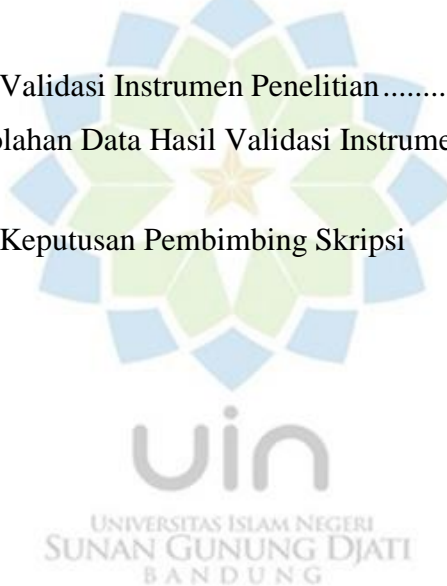 Validasi Instrumen Penelitian........
olahan Data Hasil Validasi Instrume
Keputusan Pembimbing Skripsi
uin
UNIVERSITAS ISLAM NEGERI
SUNAN GUNUNG DJATI
BANDUNG